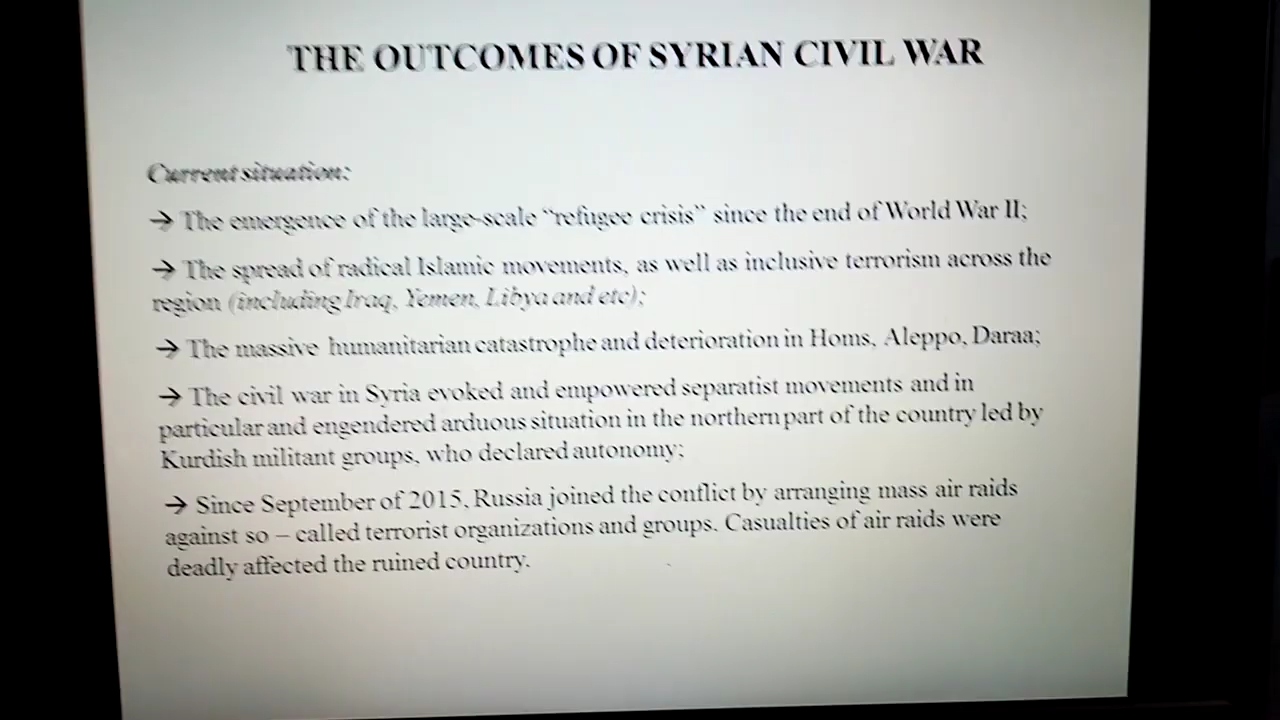 THE OUTCOMES OF SYRIAN CIVIL WAR
Current situation:
→ The emergence of the large-scale “refugee crisis” since the end of World War II;
→ The spread of radical Islamic movements, as well as inclusive terrorism across the
region (including Iraq, Yemen, Libya and etc);
→ The massive humanitarian catastrophe and deterioration in Homs, Aleppo, Daraa;
→ The civil war in Syria evoked and empowered separatist movements and in
particular and engendered arduous situation in the northern part of the country led by
Kurdish militant groups, who declared autonomy;
→ Since September of 2015, Russia joined the conflict by arranging mass air raids
against so – called terrorist organizations and groups. Casualties of air raids were
deadly affected the ruined country.